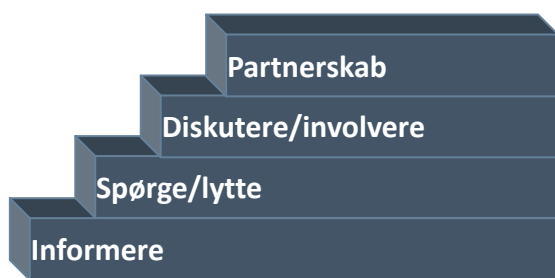 Partnerskab
Diskutere/involvere
Spørge/lytte
Informere